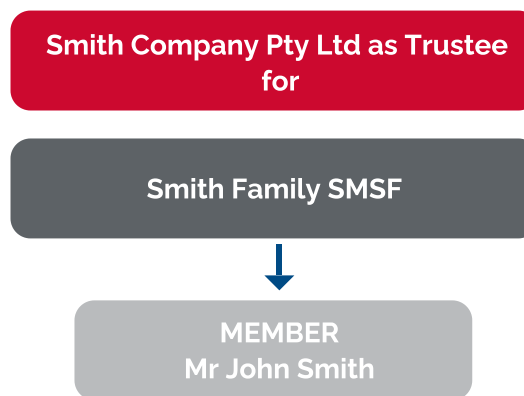 Smith Company Pty Ltd as Trustee
for
Smith Family SMSF
MEMBER
Mr John Smith